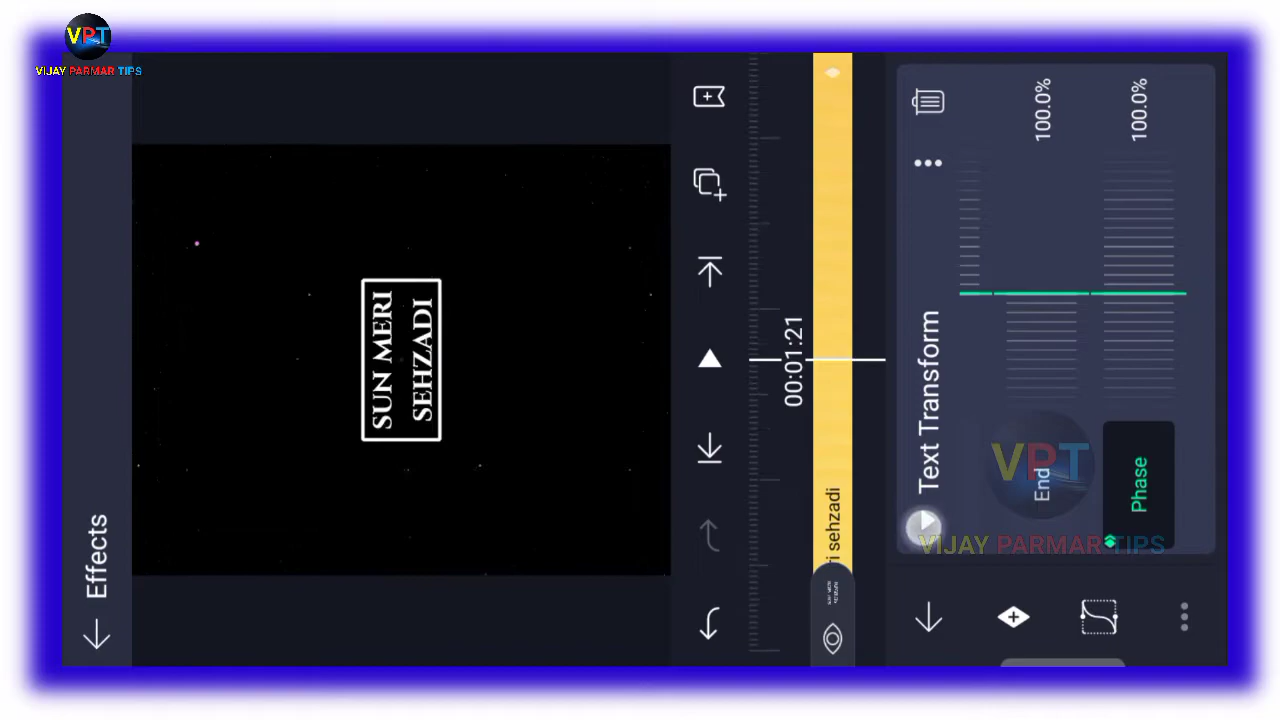 VPT
VIJAY PARMAR TIPS
Effects
SUN MERI
SEHZADI
00:01:21
ri sehzadi
Text Transform
End
100.0%
Phase
100.0%
VPT
VIJAY PARMAR TIPS